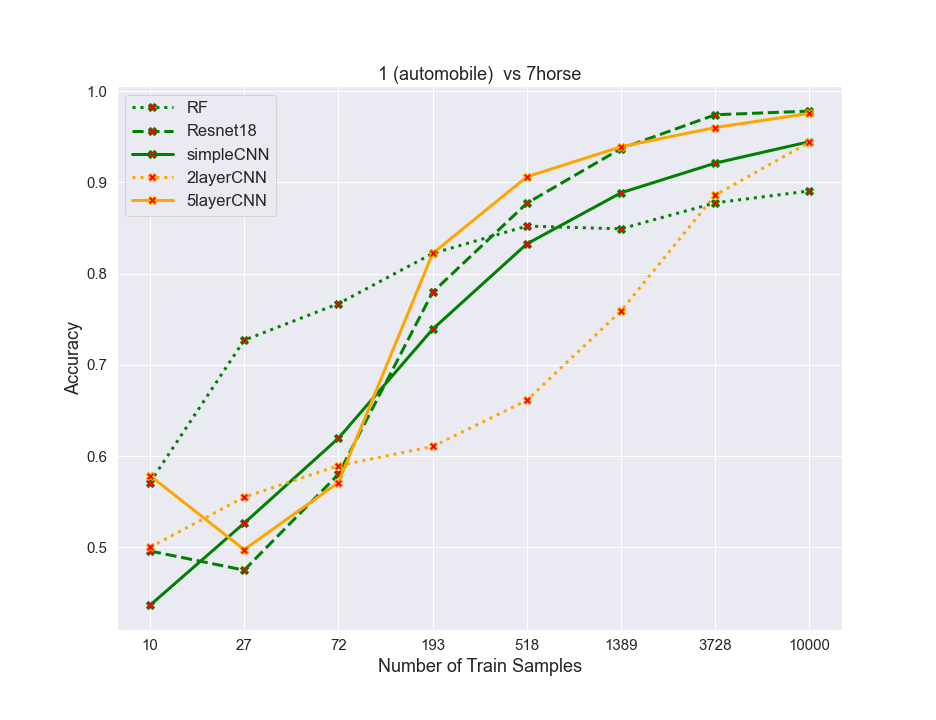 1 (automobile)  vs 7horse
RF
Resnet18
simpleCNN
2layerCNN
5layerCNN
Accuracy
1.0
0.9
0.8
0.7
0.6
0.5
10 27 72 193 518 1389 3728 10000
Number of Train Samples